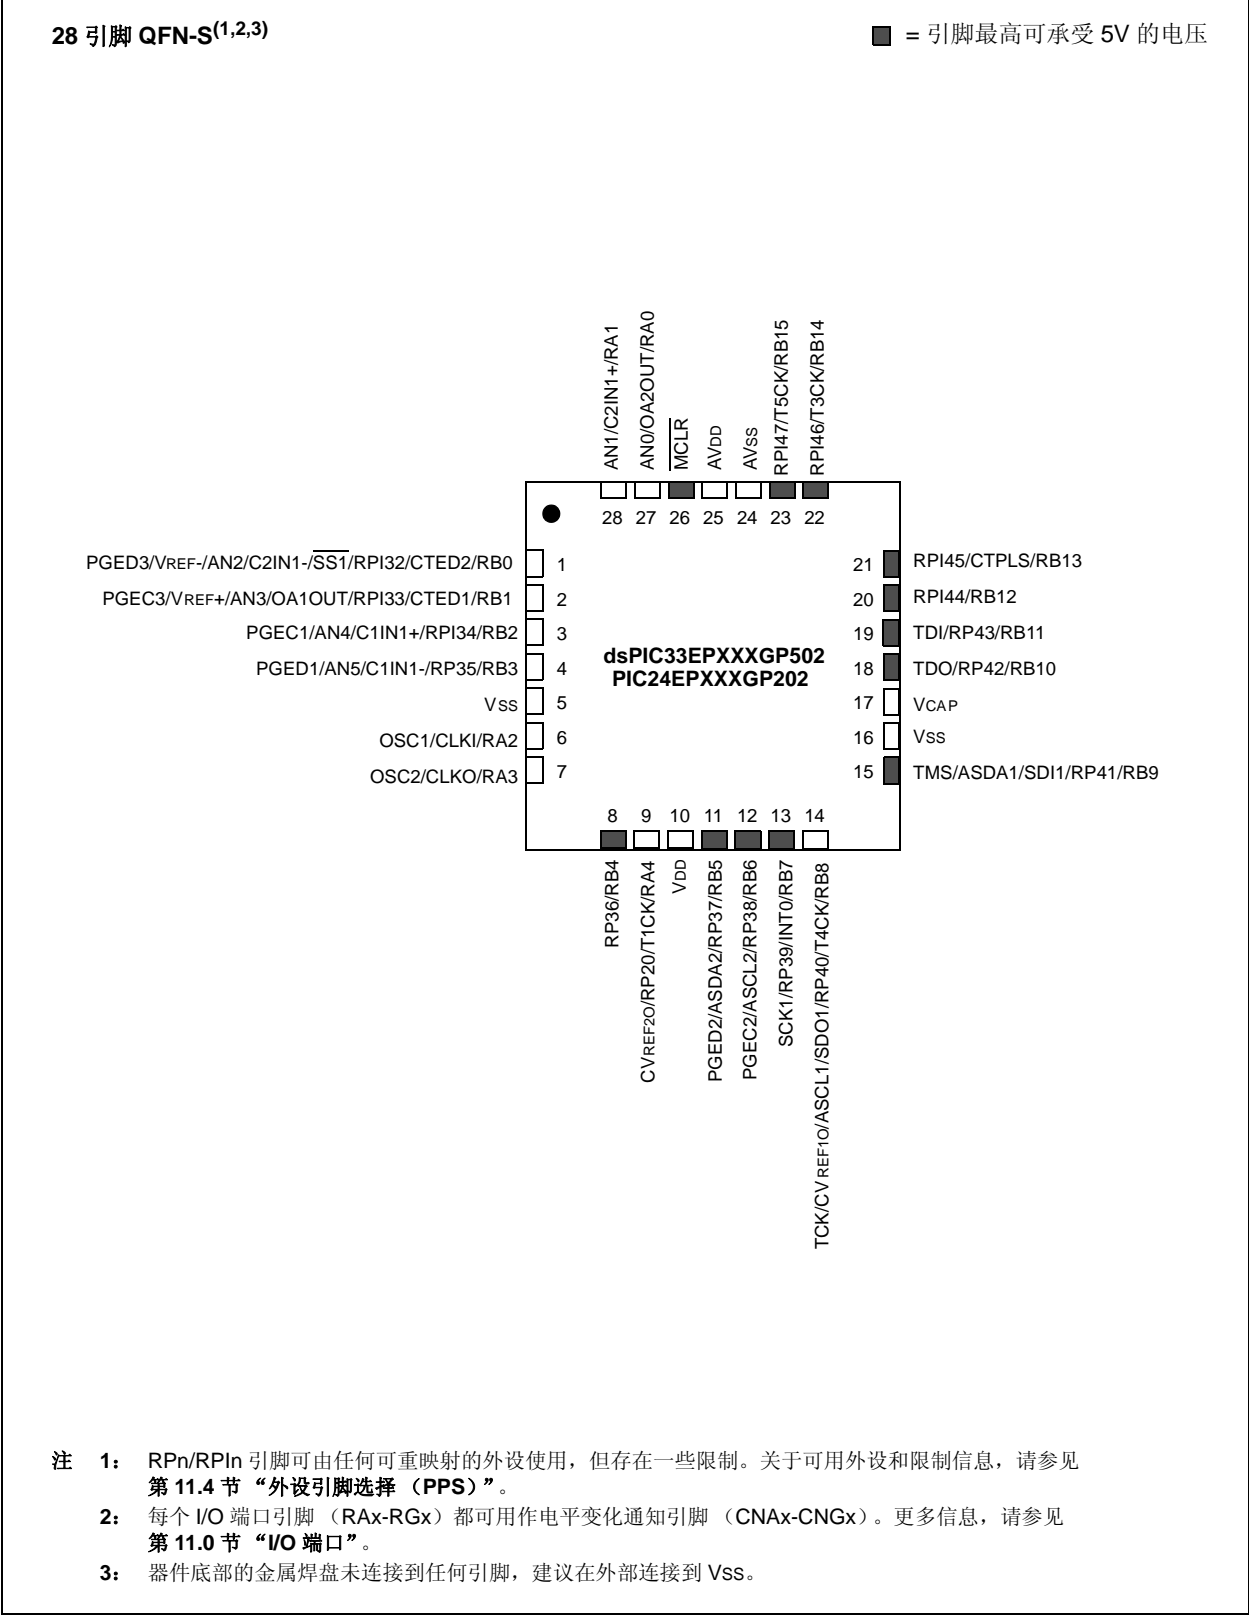 28 引脚 QFN-S(1,2,3)
= 引脚最高可承受 5V 的电压
AN1/C2IN1+/RA1
AN0/OA2OUT/RA0
MCLR
AVDD
AVSS
RPI47/T5CK/RB15
RPI46/T3CK/RB14
28 27 26 25 24 23 22
PGED3/VREF-/AN2/C2IN1-/SS1/RPI32/CTED2/RB0 1
PGEC3/VREF+/AN3/OA1OUT/RPI33/CTED1/RB1 2
PGEC1/AN4/C1IN1+/RPI34/RB2 3
PGED1/AN5/C1IN1-/RP35/RB3 4
VSS 5
OSC1/CLKI/RA2 6
OSC2/CLKO/RA3 7
dsPIC33EPXXXGP502
PIC24EPXXXGP202
21 RPI45/CTPLS/RB13
20 RPI44/RB12
19 TDI/RP43/RB11
18 TDO/RP42/RB10
17 VCAP
16 VSS
15 TMS/ASDA1/SDI1/RP41/RB9
8 9 10 11 12 13 14
RP36/RB4
CVREF2O/RP20/T1CK/RA4
VDD
PGED2/ASDA2/RP37/RB5
PGEC2/ASCL2/RP38/RB6
SCK1/RP39/INT0/RB7
TCK/CVREF1O/ASCL1/SDO1/RP40/T4CK/RB8
注 1： RPn/RPIn 引脚可由任何可重映射的外设使用，但存在一些限制。关于可用外设和限制信息，请参见
第 11.4 节 “外设引脚选择 （PPS）”。
2： 每个 I/O 端口引脚 （RAx-RGx）都可用作电平变化通知引脚 （CNAx-CNGx）。更多信息，请参见
第 11.0 节 “I/O 端口”。
3： 器件底部的金属焊盘未连接到任何引脚，建议在外部连接到 VSS。